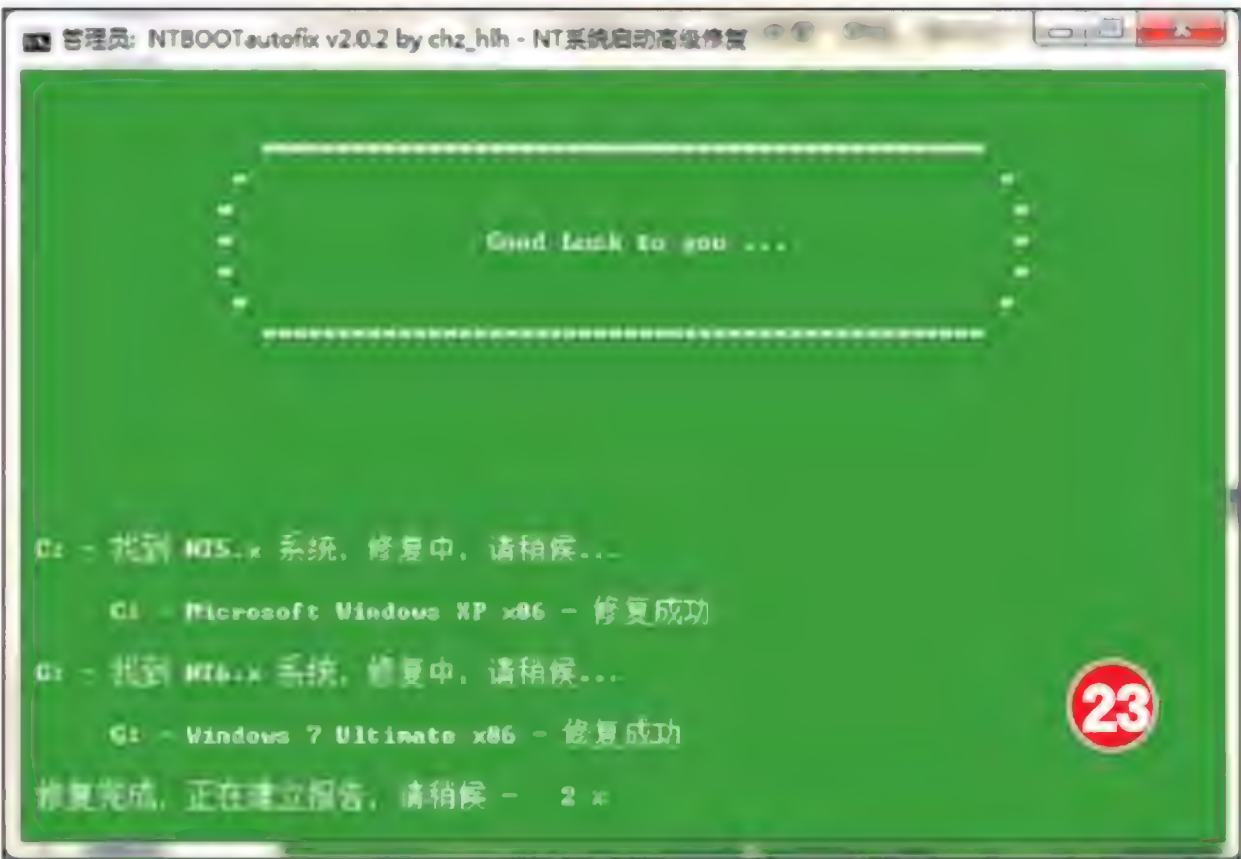 管理员: NTBOOTautofix v2.0.2 by chz_hlh - NT系统启动高级修复
Good Luck to you ...
C: - 找到 NT5.x 系统, 修复中, 请稍候...
C: - Microsoft Windows XP x86 - 修复成功
G: - 找到 NT6.x 系统, 修复中, 请稍候...
G: - Windows 7 Ultimate x86 - 修复成功
23
修复完成, 正在建立报告, 请稍候 - 2 x